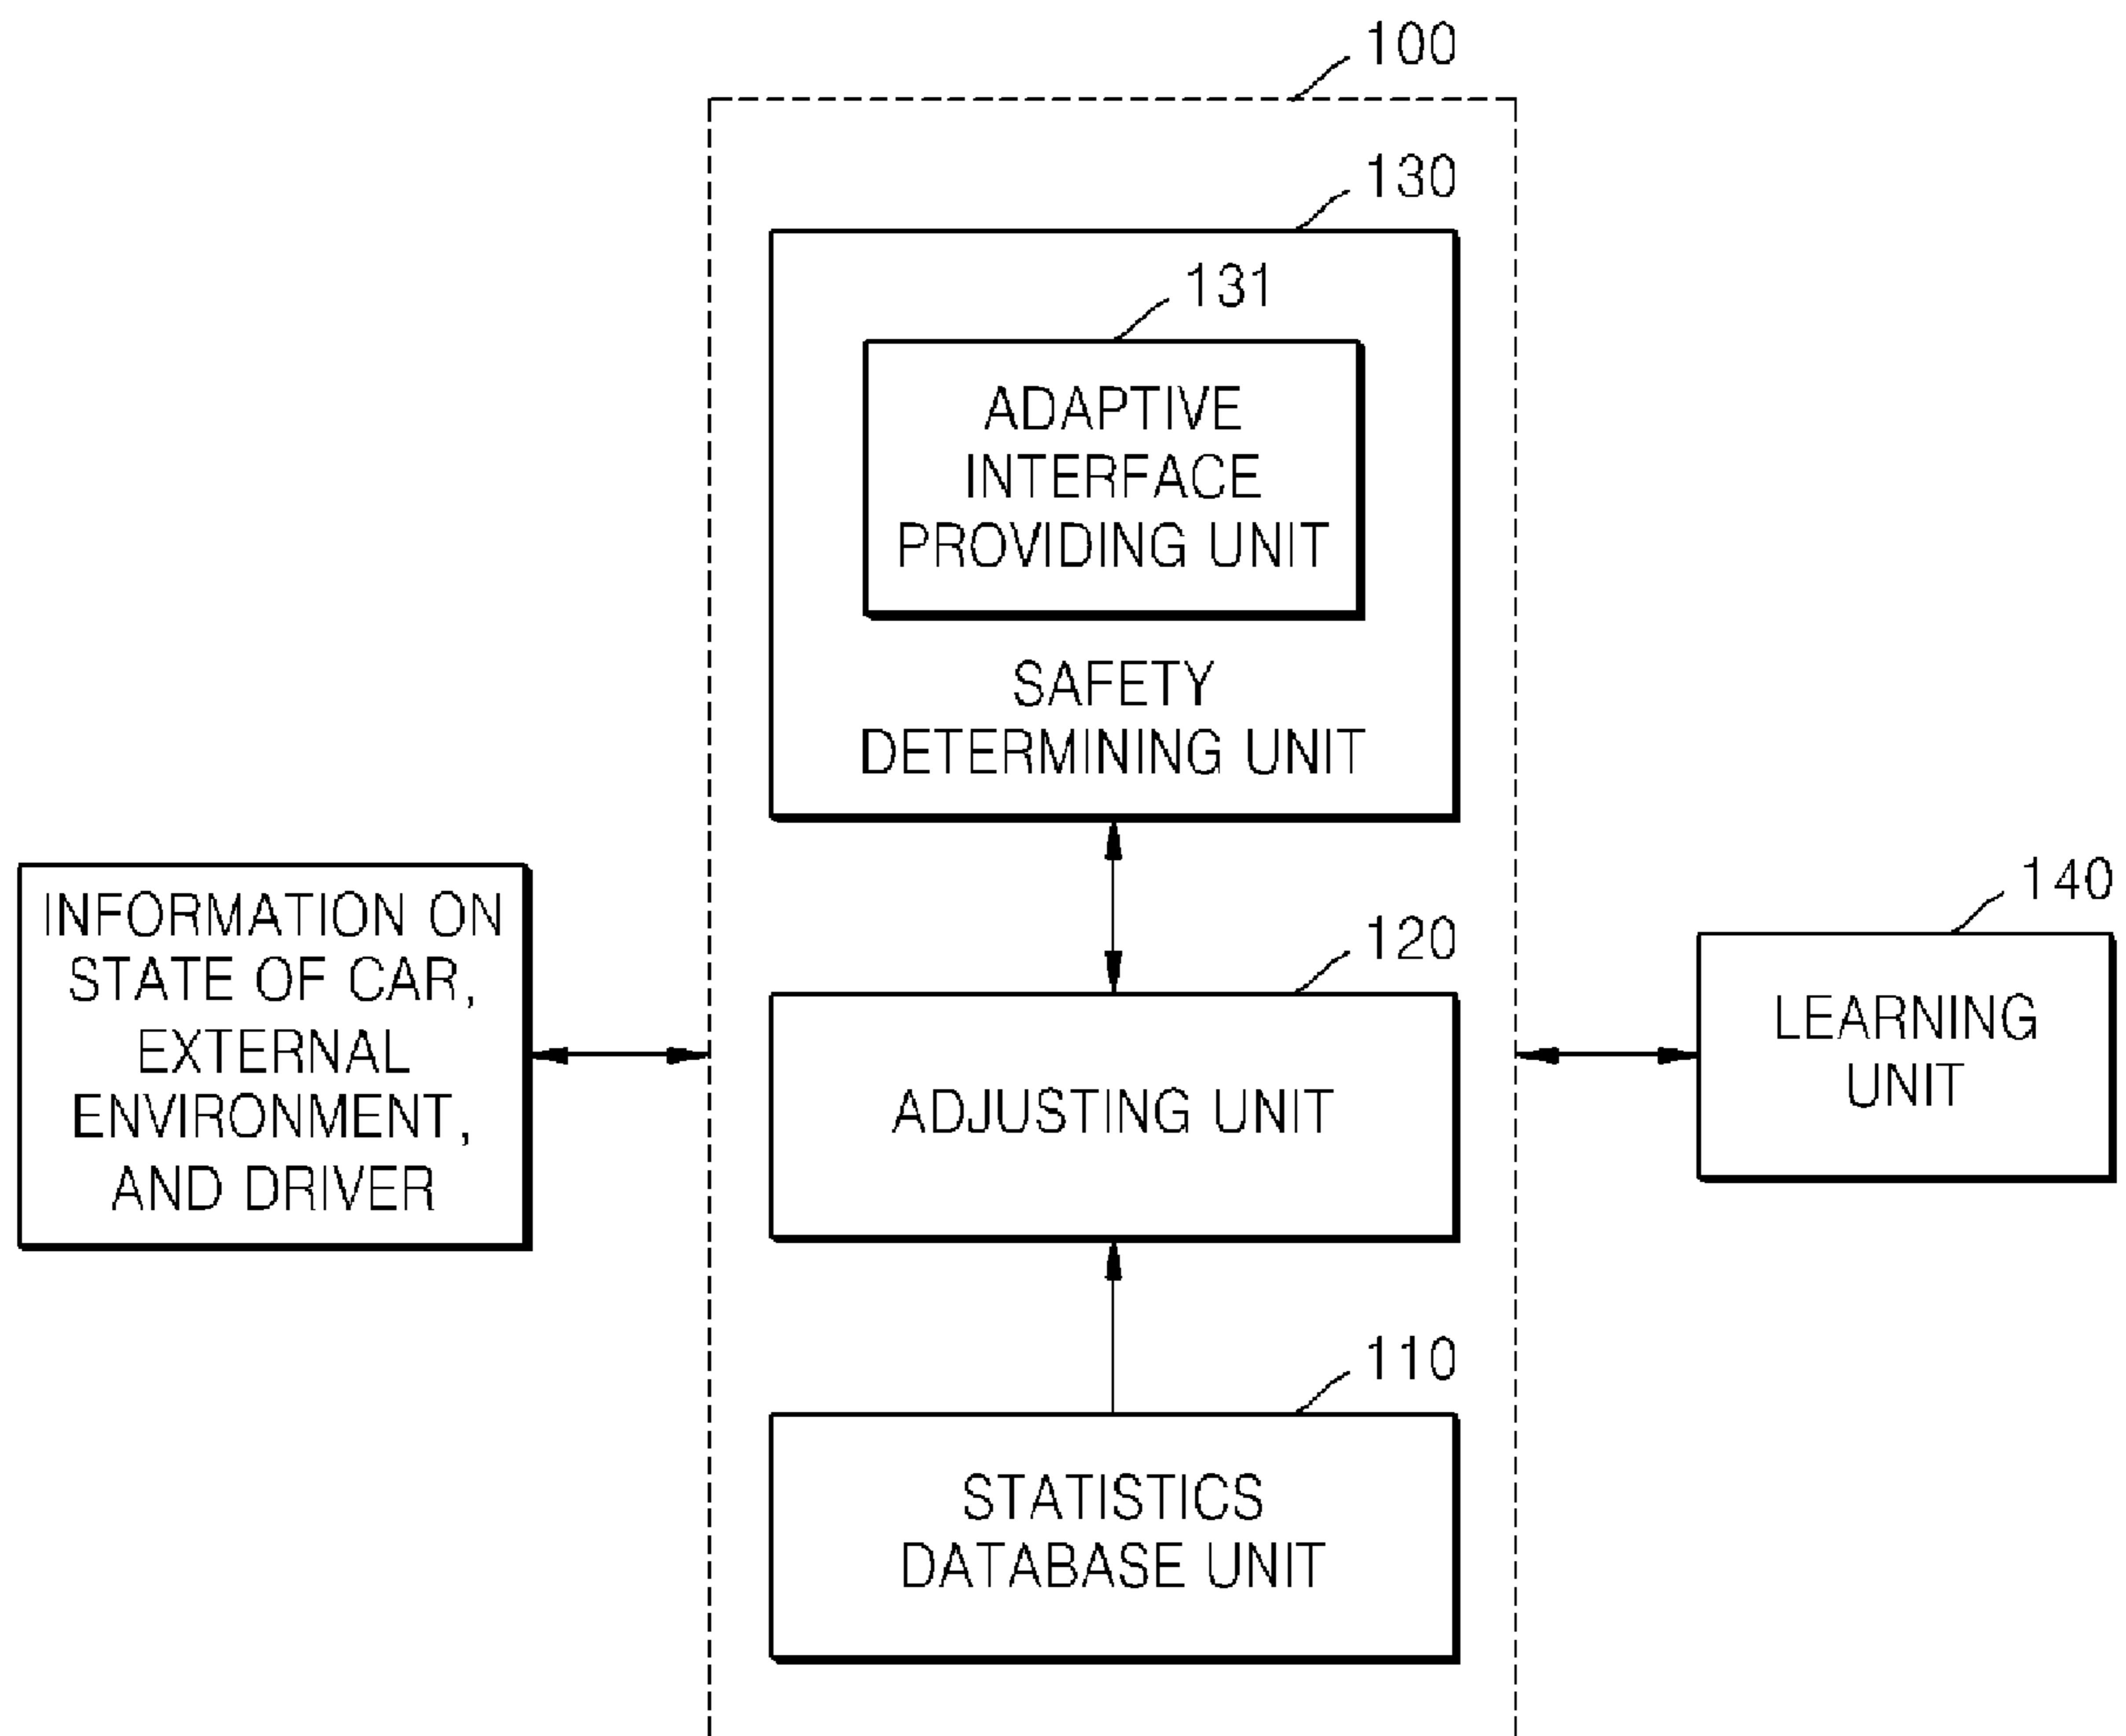 100
130
131
ADAPTIVE
INTERFACE
PROVIDING UNIT
SAFETY
DETERMINING UNIT
INFORMATION ON
STATE OF CAR,
EXTERNAL
ENVIRONMENT,
AND DRIVER
120
ADJUSTING UNIT
140
LEARNING
UNIT
110
STATISTICS
DATABASE UNIT